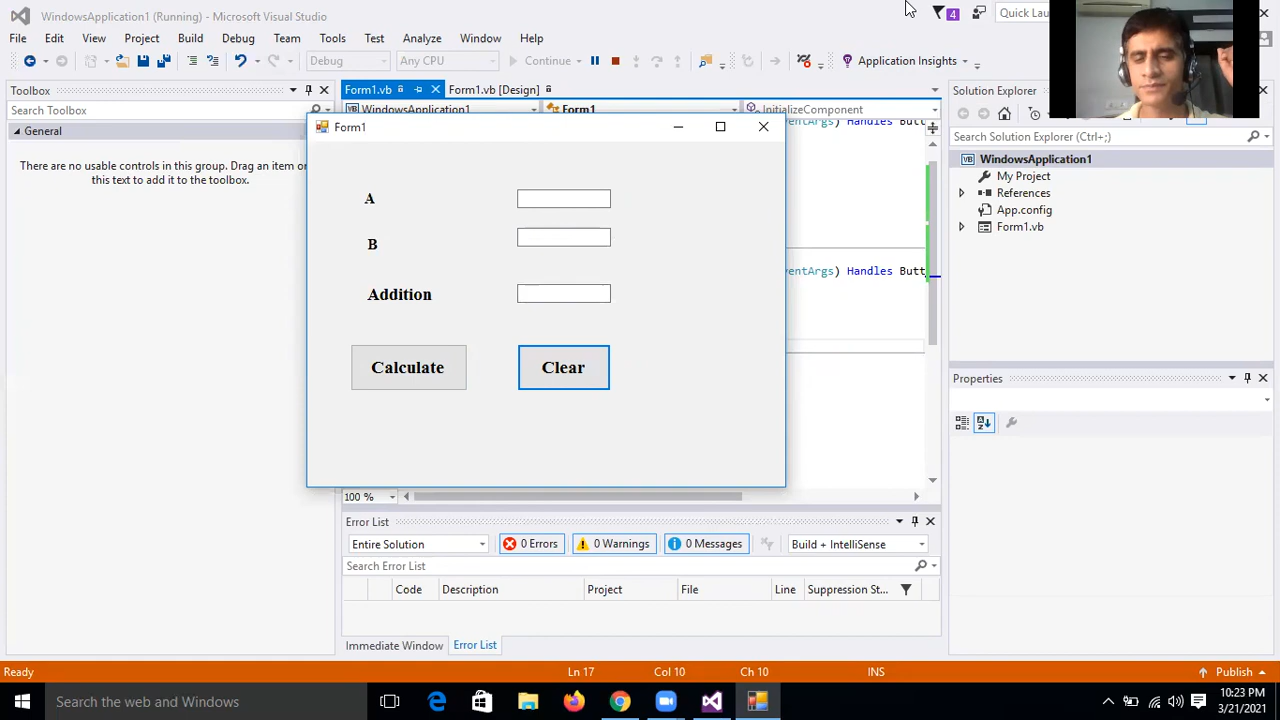 WindowsApplication1 (Running) - Microsoft Visual Studio
4
Quick Lau
File Edit View Project Build Debug Team Tools Test Analyze Window Help
Debug Any CPU Continue Application Insights
Toolbox
Search Toolbox
General
There are no usable controls in this group. Drag an item on
this text to add it to the toolbox.
Form1.vb Form1.vb [Design]
WindowsApplication1 Form1 InitializeComponent
ventArgs) Handles Butt
ventArgs) Handles Butt
Form1
A
B
Addition
Calculate Clear
100 %
Solution Explorer
Search Solution Explorer (Ctrl+;)
WindowsApplication1
My Project
References
App.config
Form1.vb
Properties
Error List
Entire Solution 0 Errors 0 Warnings 0 Messages Build + IntelliSense
Search Error List
Code Description Project File Line Suppression St...
Immediate Window Error List
Ready Ln 17 Col 10 Ch 10 INS Publish
Search the web and Windows
10:23 PM
3/21/2021